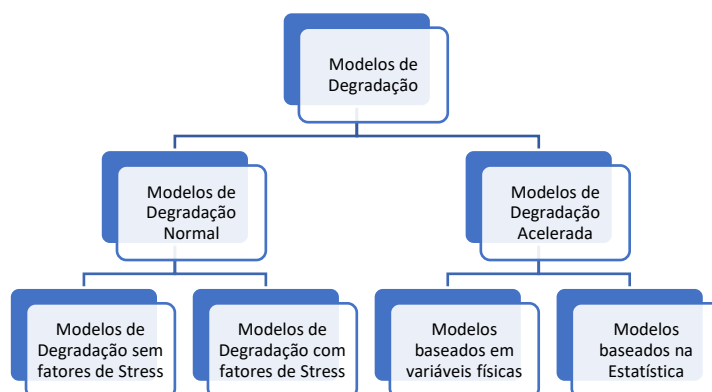 Modelos de
Degradação
Modelos de
Degradação
Normal
Modelos de
Degradação
Acelerada
Modelos de
Degradação sem
fatores de Stress
Modelos de
Degradação com
fatores de Stress
Modelos
baseados em
variáveis físicas
Modelos
baseados na
Estatística